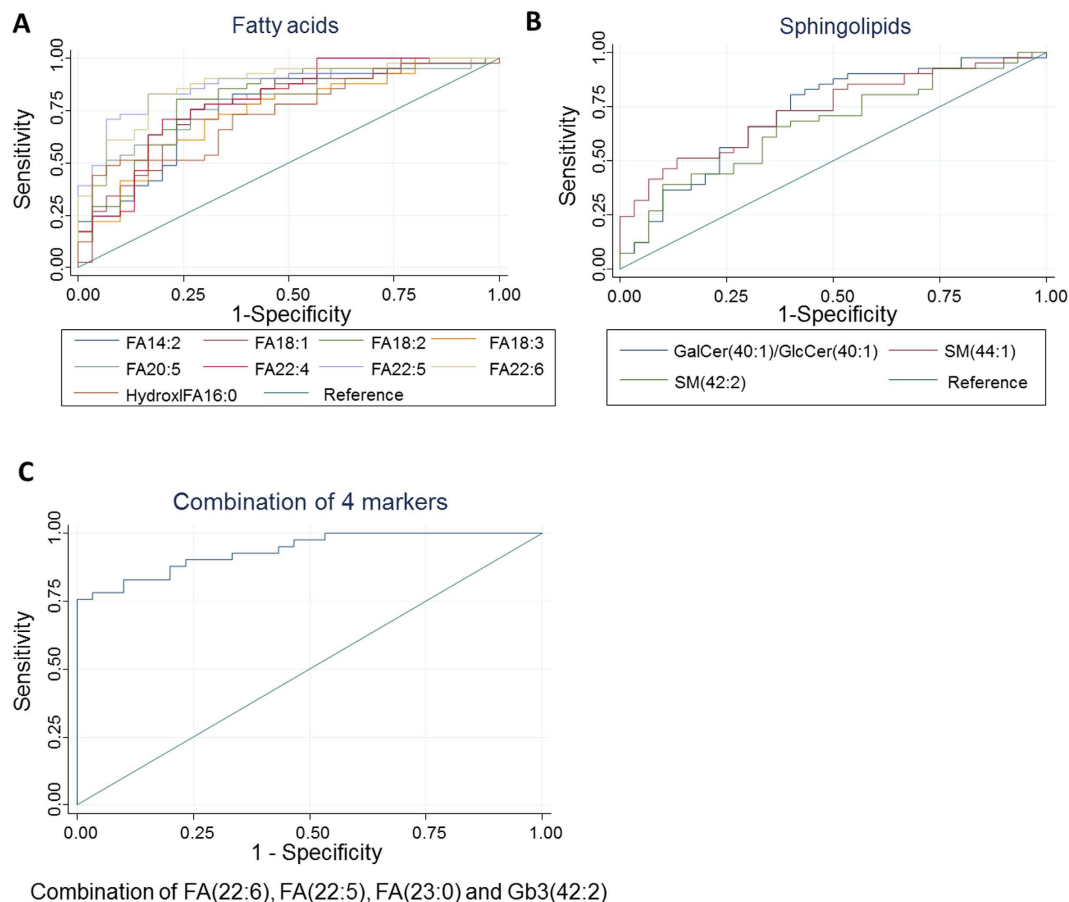 A
Fatty acids
Sensitivity
1.00
0.75
0.50
0.25
0.00
0.00 0.25 0.50 0.75 1.00
1-Specificity
FA14:2 FA18:1 FA18:2 FA18:3
FA20:5 FA22:4 FA22:5 FA22:6
HydroxlFA16:0 Reference
B
Sphingolipids
Sensitivity
1.00
0.75
0.50
0.25
0.00
0.00 0.25 0.50 0.75 1.00
1-Specificity
GalCer(40:1)/GlcCer(40:1) SM(44:1)
SM(42:2) Reference
C
Combination of 4 markers
Sensitivity
1.00
0.75
0.50
0.25
0.00
0.00 0.25 0.50 0.75 1.00
1 - Specificity
Combination of FA(22:6), FA(22:5), FA(23:0) and Gb3(42:2)